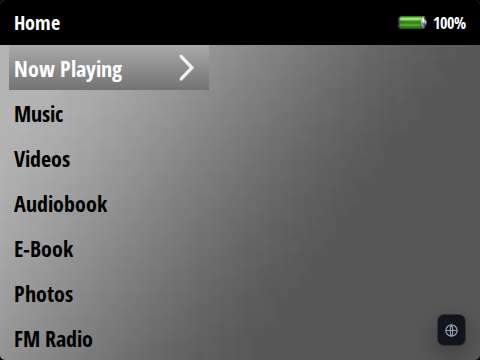 Home
100%
Now Playing
Music
Videos
Audiobook
E-Book
Photos
FM Radio